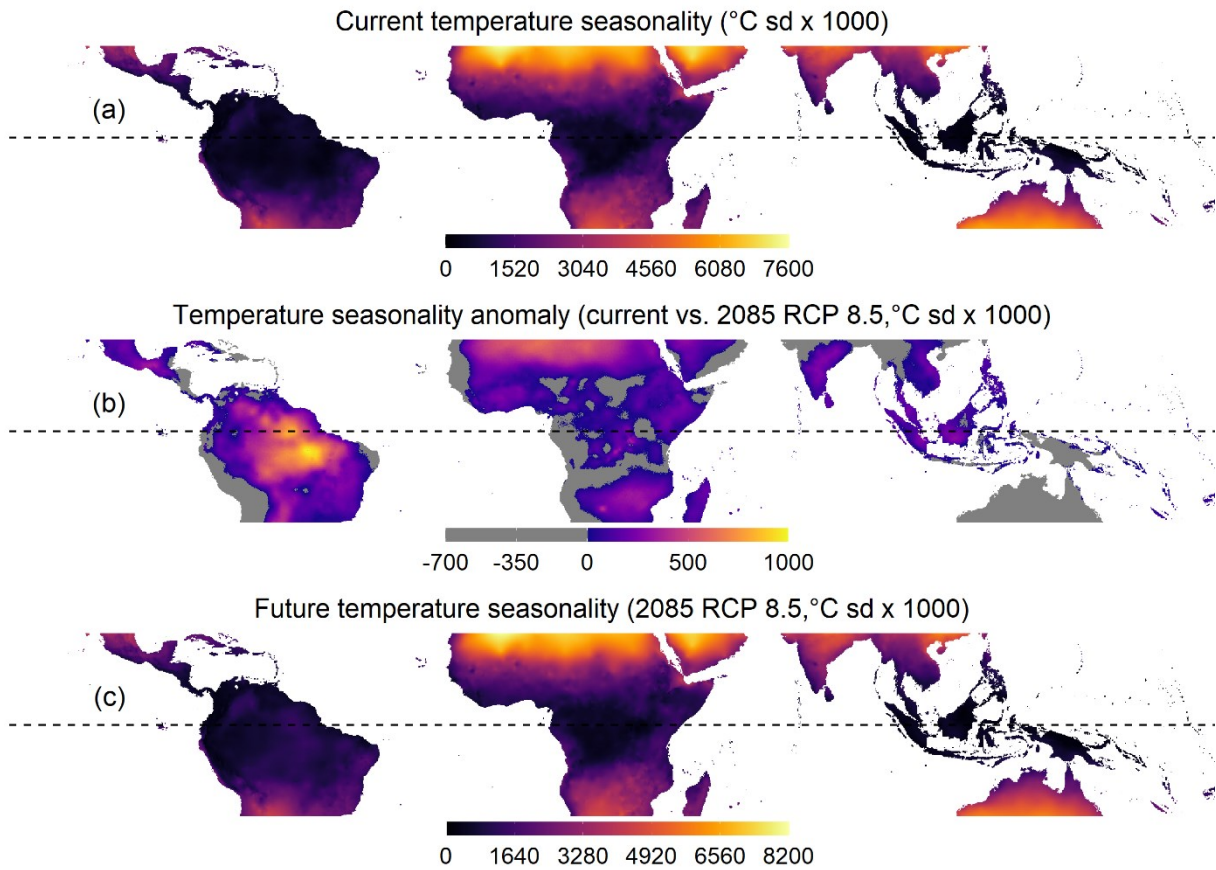 Current temperature seasonality (°C sd x 1000)
(a)
0 1520 3040 4560 6080 7600
Temperature seasonality anomaly (current vs. 2085 RCP 8.5,°C sd x 1000)
(b)
-700 -350 0 500 1000
Future temperature seasonality (2085 RCP 8.5,°C sd x 1000)
(c)
0 1640 3280 4920 6560 8200